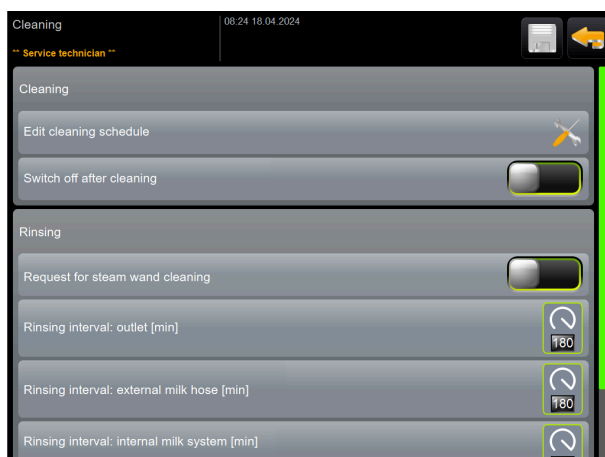 Cleaning
08:24 18.04.2024
** Service technician **
Cleaning
Edit cleaning schedule
Switch off after cleaning
Rinsing
Request for steam wand cleaning
Rinsing interval: outlet [min]
180
Rinsing interval: external milk hose [min]
180
Rinsing interval: internal milk system [min]